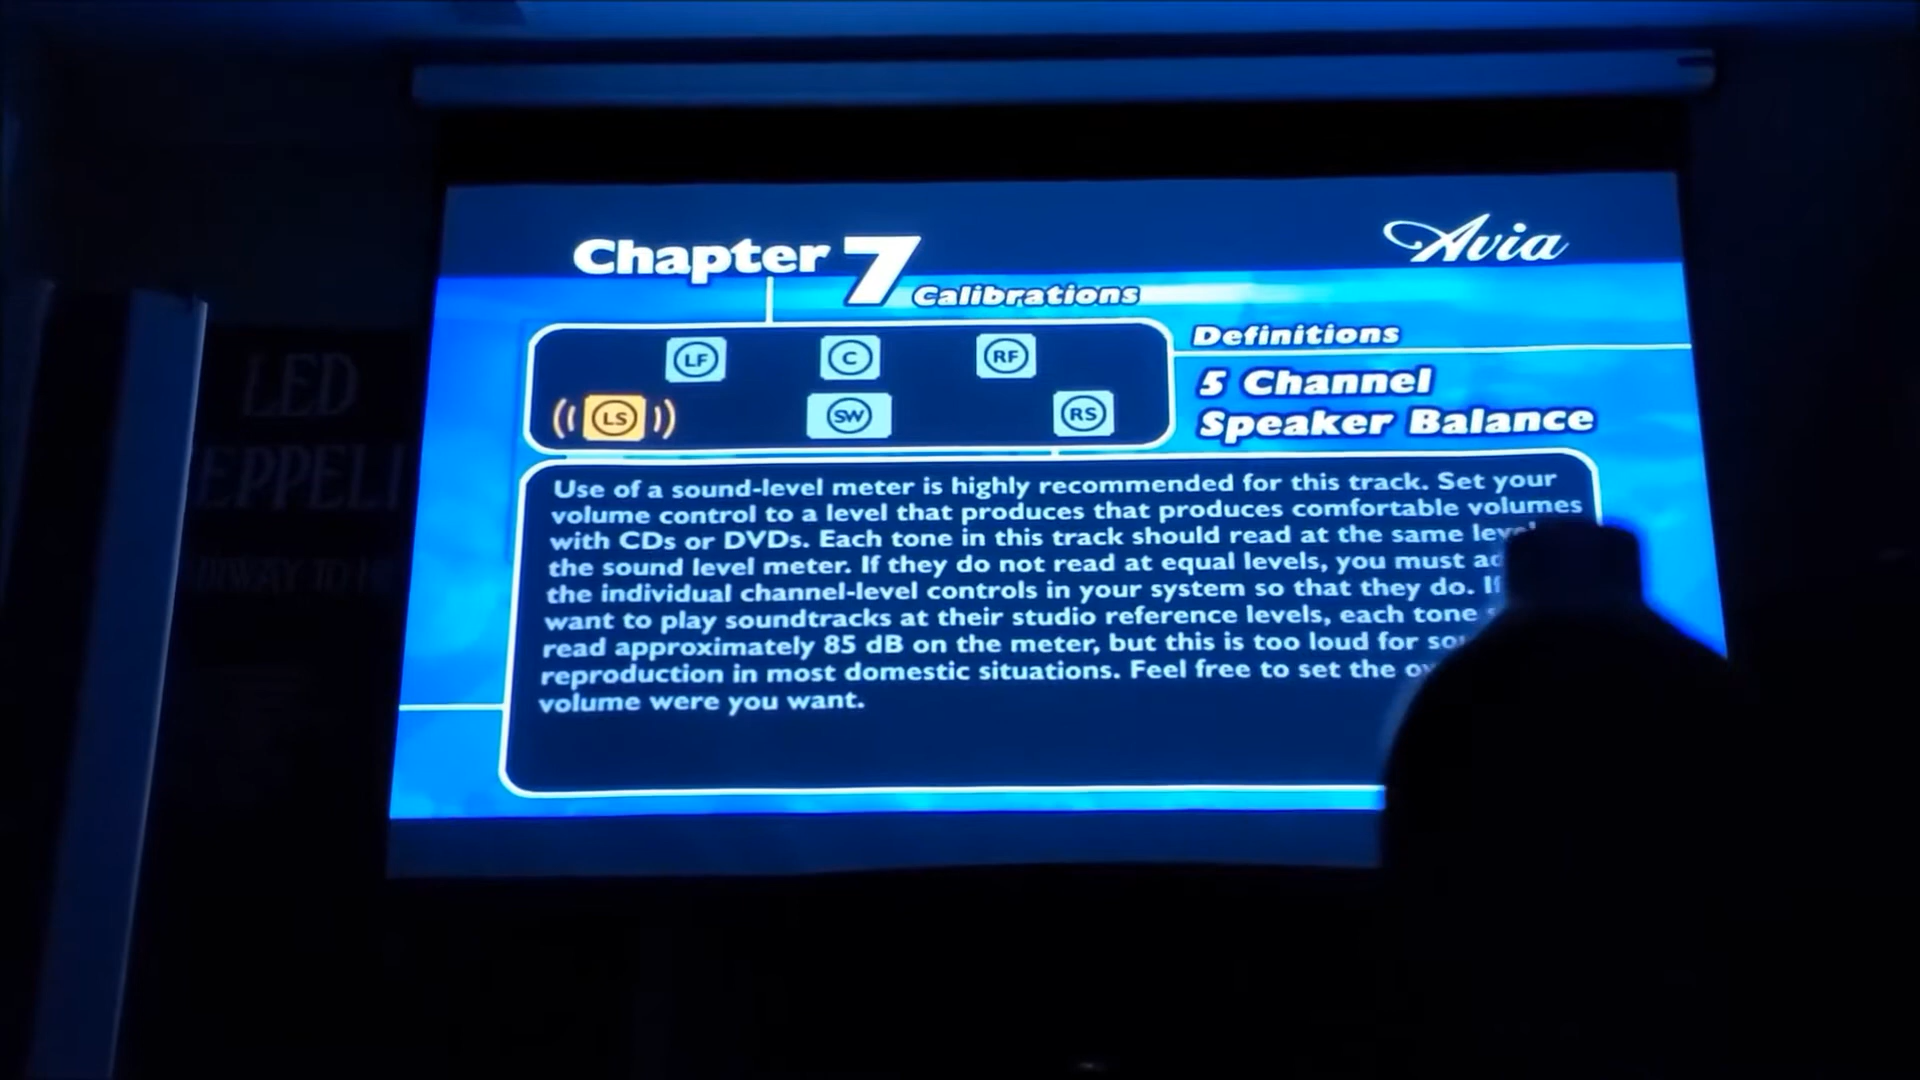 Chapter 7
Avia
Calibrations
Definitions
LF
C
RF
5 Channel
LS
SW
RS
Speaker Balance
Use of a sound-level meter is highly recommended for this track. Set your
volume control to a level that produces that produces comfortable volumes
with CDs or DVDs. Each tone in this track should read at the same
the sound level meter. If they do not read at equal levels, you must
the individual channel-level controls in your system so that they do. If
want to play soundtracks at their studio reference levels, each tone
read approximately 85 dB on the meter, but this is too loud for
reproduction in most domestic situations. Feel free to set the
volume were you want.
LED